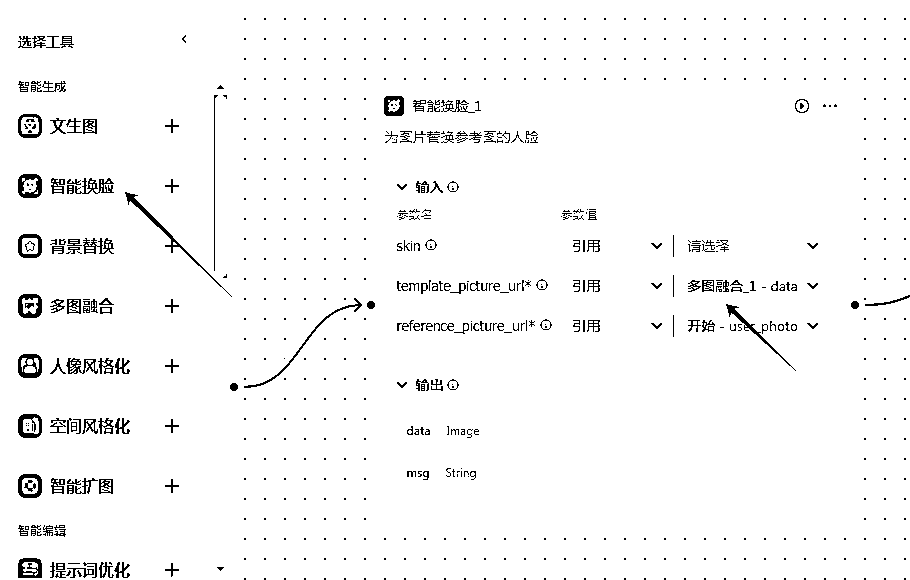 选择工具
智能生成
文生图
智能换脸
背景替换
多图融合
人像风格化
空间风格化
智能扩图
智能编辑
提示词优化
智能换脸_1
为图片替换参考图的人脸
输入
参数名 参数值
skin 引用 请选择
template_picture_url* 引用 多图融合_1 - data
reference_picture_url* 引用 开始 - user_photo
输出
data Image
msg String